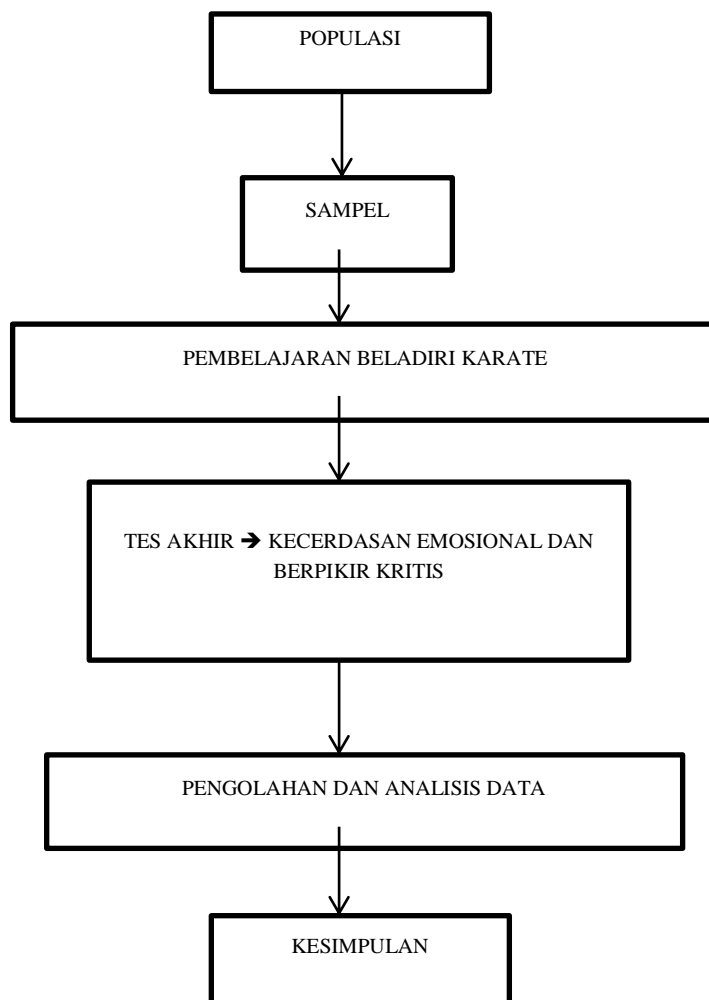 POPULASI
SAMPEL
PEMBELAJARAN BELADIRI KARATE
TES AKHIR → KECERDASAN EMOSIONAL DAN
BERPIKIR KRITIS
PENGOLAHAN DAN ANALISIS DATA
KESIMPULAN